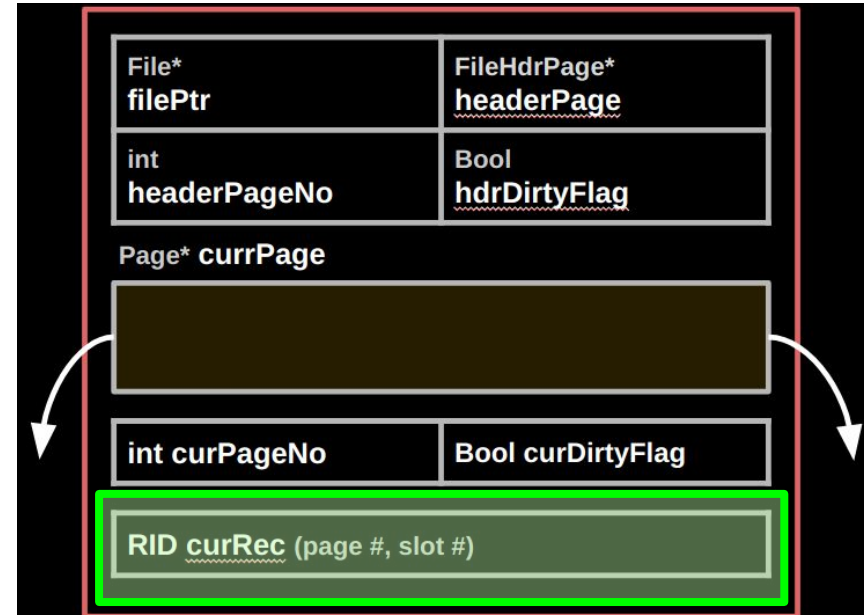 File*
filePtr
FileHdrPage*
headerPage
int
headerPageNo
Bool
hdrDirtyFlag
Page* currPage
int curPageNo
Bool curDirtyFlag
RID curRec (page #, slot #)